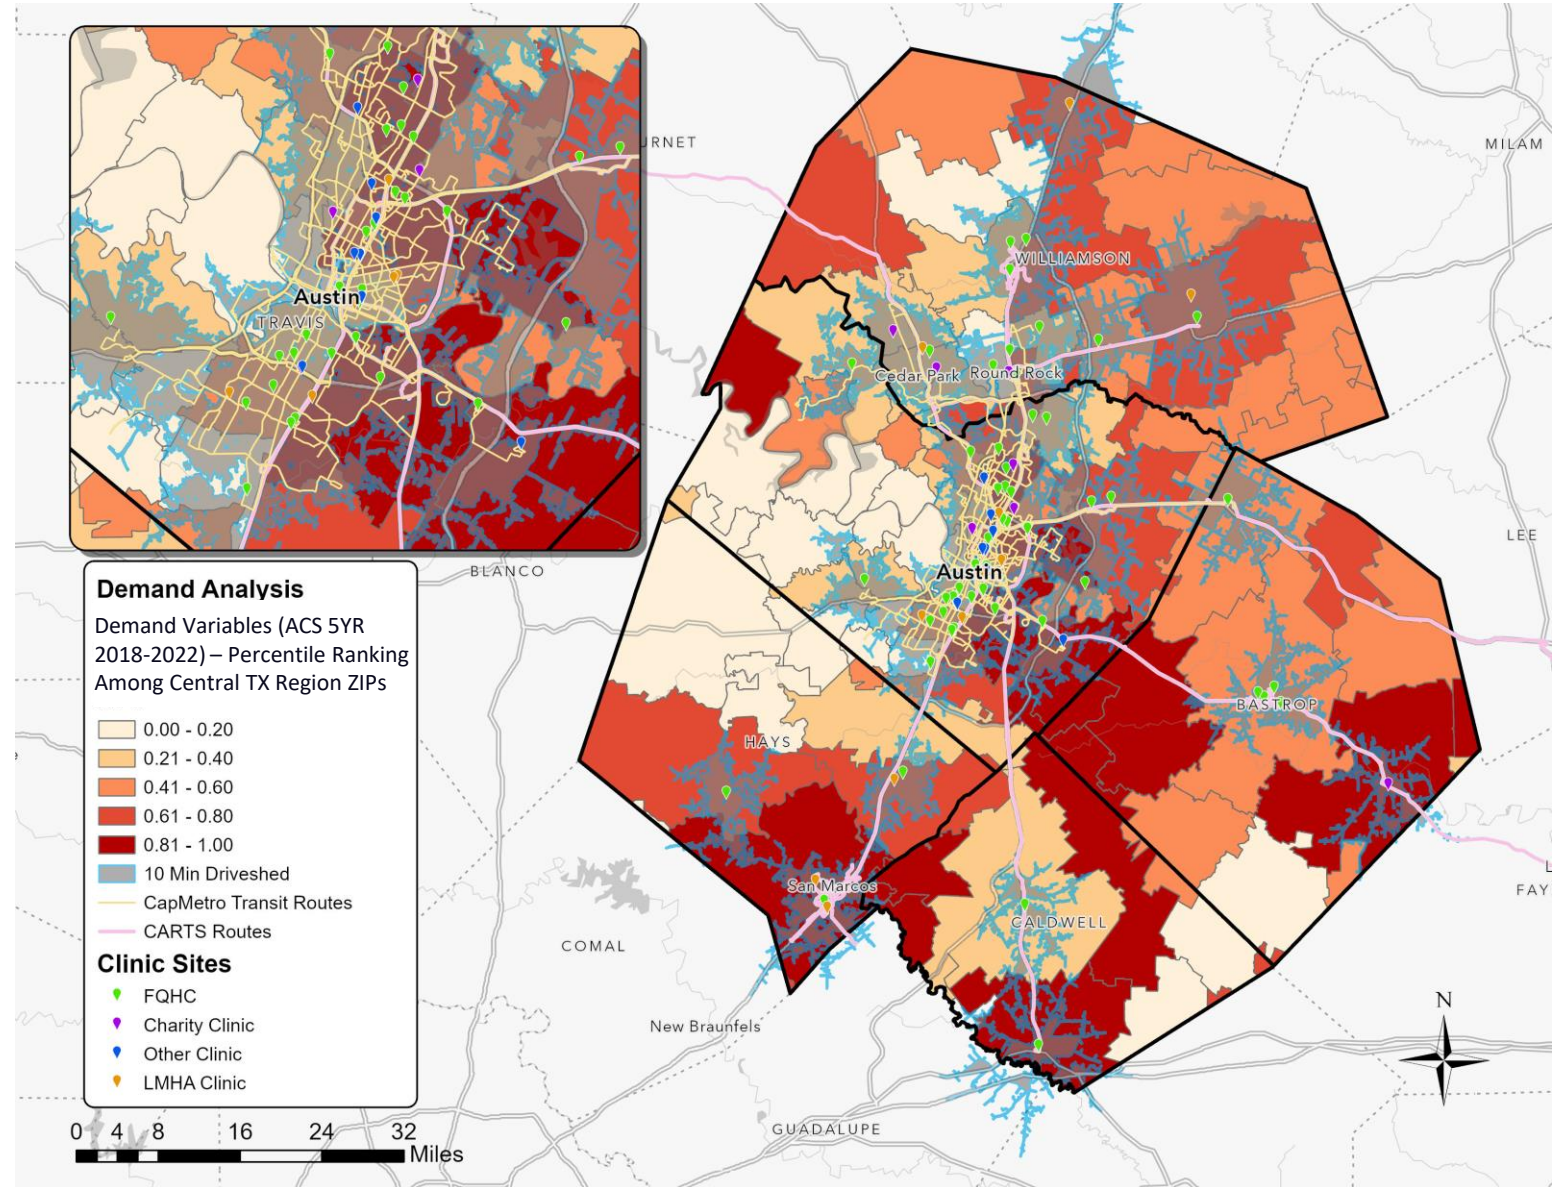 URNET
MILAM
WILLIAMSON
Cedar Park
Round Rock
Austin
TRAVIS
Austin
LEE
BLANCO
BASTROP
HAYS
San Marcos
CALDWELL
FAY
COMAL
New Braunfels
GUADALUPE
N
Demand Analysis
Demand Variables (ACS 5YR
2018-2022) – Percentile Ranking
Among Central TX Region ZIPs
0.00 - 0.20
0.21 - 0.40
0.41 - 0.60
0.61 - 0.80
0.81 - 1.00
10 Min Driveshed
CapMetro Transit Routes
CARTS Routes
Clinic Sites
FQHC
Charity Clinic
Other Clinic
LMHA Clinic
0 4 8 16 24 32
Miles